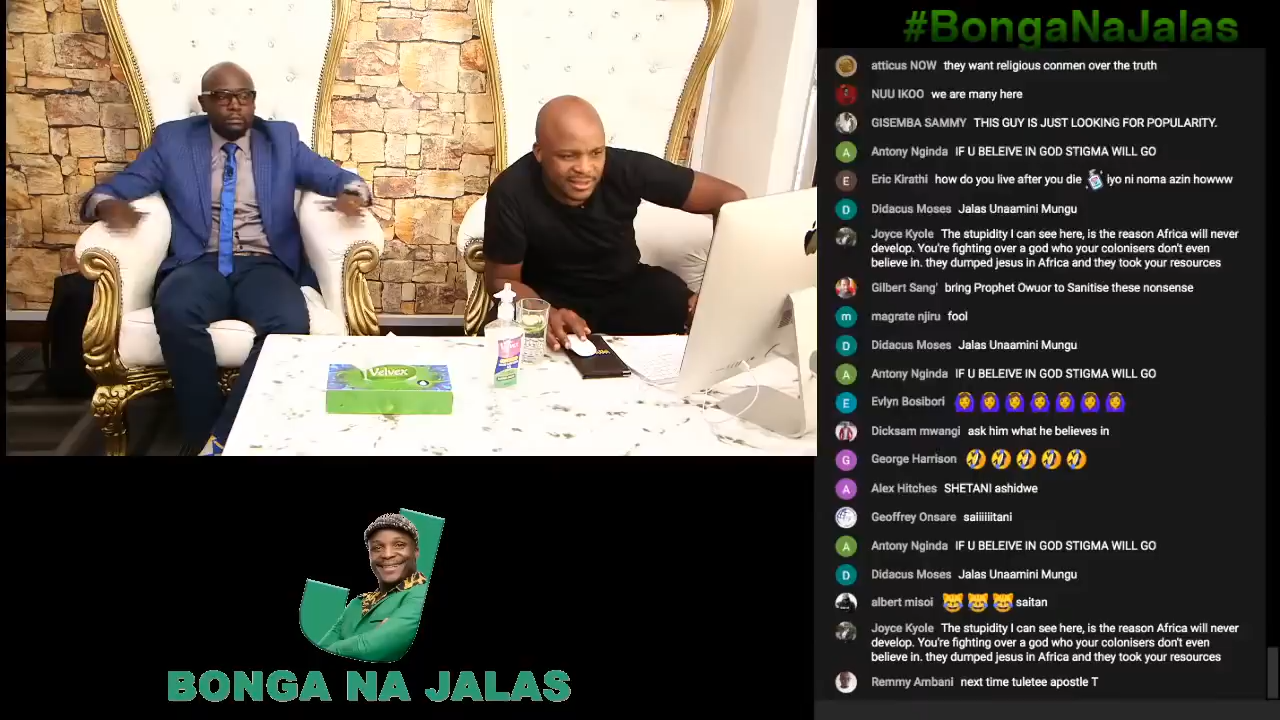 #BongaNaJalas
atticus NOW they want religious conmen over the truth
NUU IKOO we are many here
GISEMBA SAMMY THIS GUY IS JUST LOOKING FOR POPULARITY.
A Antony Nginda IF U BELEIVE IN GOD STIGMA WILL GO
E Eric Kirathi how do you live after you die iyo ni noma azin howww
D Didacus Moses Jalas Unaamini Mungu
Joyce Kyole The stupidity I can see here, is the reason Africa will never
develop. You're fighting over a god who your colonisers don't even
believe in. they dumped jesus in Africa and they took your resources
Gilbert Sang' bring Prophet Owuor to Sanitise these nonsense
m magrate njiru fool
D Didacus Moses Jalas Unaamini Mungu
A Antony Nginda IF U BELEIVE IN GOD STIGMA WILL GO
E Evlyn Bosibori
Dicksam mwangi ask him what he believes in
G George Harrison
A Alex Hitches SHETANI ashidwe
Geoffrey Onsare saiiiiiitani
A Antony Nginda IF U BELEIVE IN GOD STIGMA WILL GO
D Didacus Moses Jalas Unaamini Mungu
albert misoi saitan
Joyce Kyole The stupidity I can see here, is the reason Africa will never
develop. You're fighting over a god who your colonisers don't even
believe in. they dumped jesus in Africa and they took your resources
Remmy Ambani next time tuletee apostle T
Velvex
BONGA NA JALAS